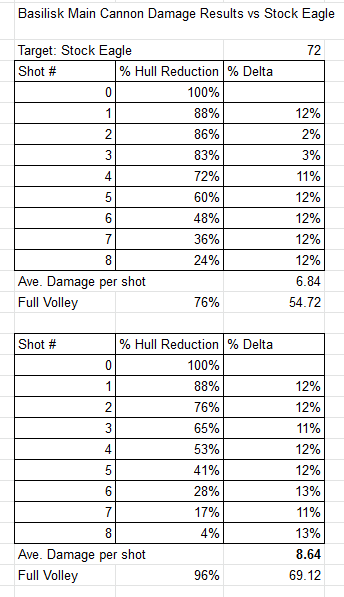 Basilisk Main Cannon Damage Results vs Stock Eagle
Target: Stock Eagle 72
Shot # % Hull Reduction % Delta
0 100%
1 88% 12%
2 86% 2%
3 83% 3%
4 72% 11%
5 60% 12%
6 48% 12%
7 36% 12%
8 24% 12%
Ave. Damage per shot 6.84
Full Volley 76% 54.72
Shot # % Hull Reduction % Delta
0 100%
1 88% 12%
2 76% 12%
3 65% 11%
4 53% 12%
5 41% 12%
6 28% 13%
7 17% 11%
8 4% 13%
Ave. Damage per shot 8.64
Full Volley 96% 69.12